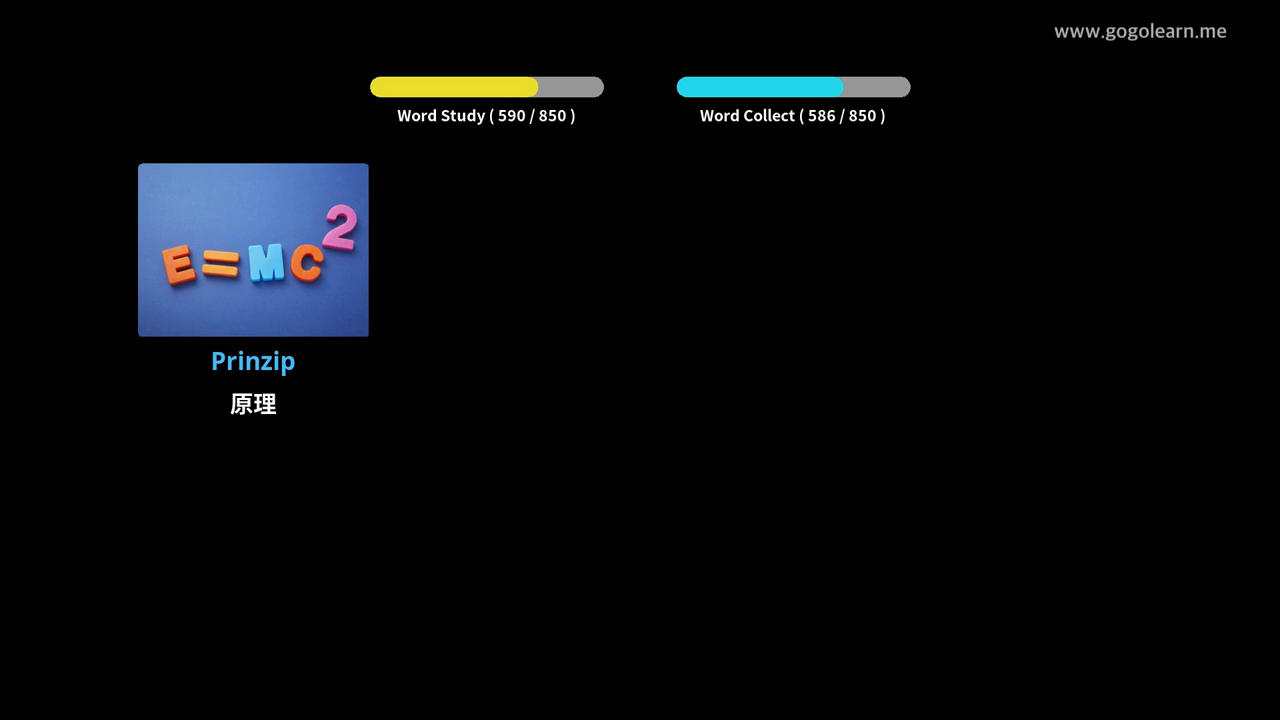 www.gogolearn.me
Word Study ( 590 / 850 )
Word Collect ( 586 / 850 )
E=MC²
Prinzip
原理